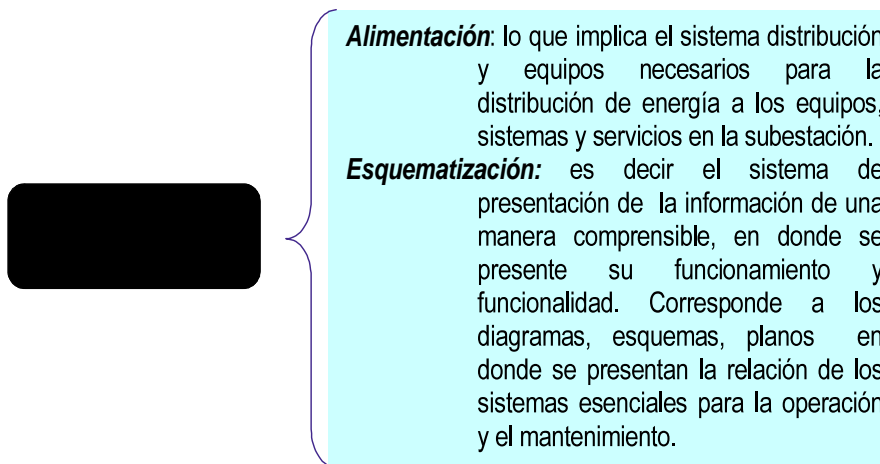 Alimentación: lo que implica el sistema distribución
y equipos necesarios para la
distribución de energía a los equipos,
sistemas y servicios en la subestación.
Esquematización: es decir el sistema de
presentación de la información de una
manera comprensible, en donde se
presente su funcionamiento y
funcionalidad. Corresponde a los
diagramas, esquemas, planos en
donde se presentan la relación de los
sistemas esenciales para la operación
y el mantenimiento.